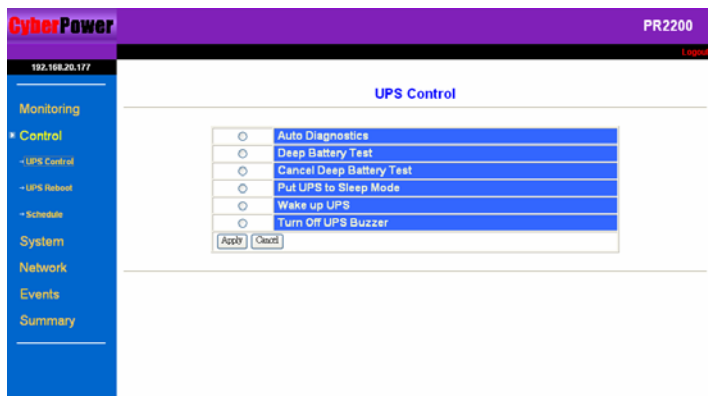 CyberPower
PR2200
Logout
192.168.20.177
Monitoring
Control
UPS Control
UPS Reboot
Schedule
System
Network
Events
Summary
UPS Control
Auto Diagnostics
Deep Battery Test
Cancel Deep Battery Test
Put UPS to Sleep Mode
Wake up UPS
Turn Off UPS Buzzer
Apply Cancel